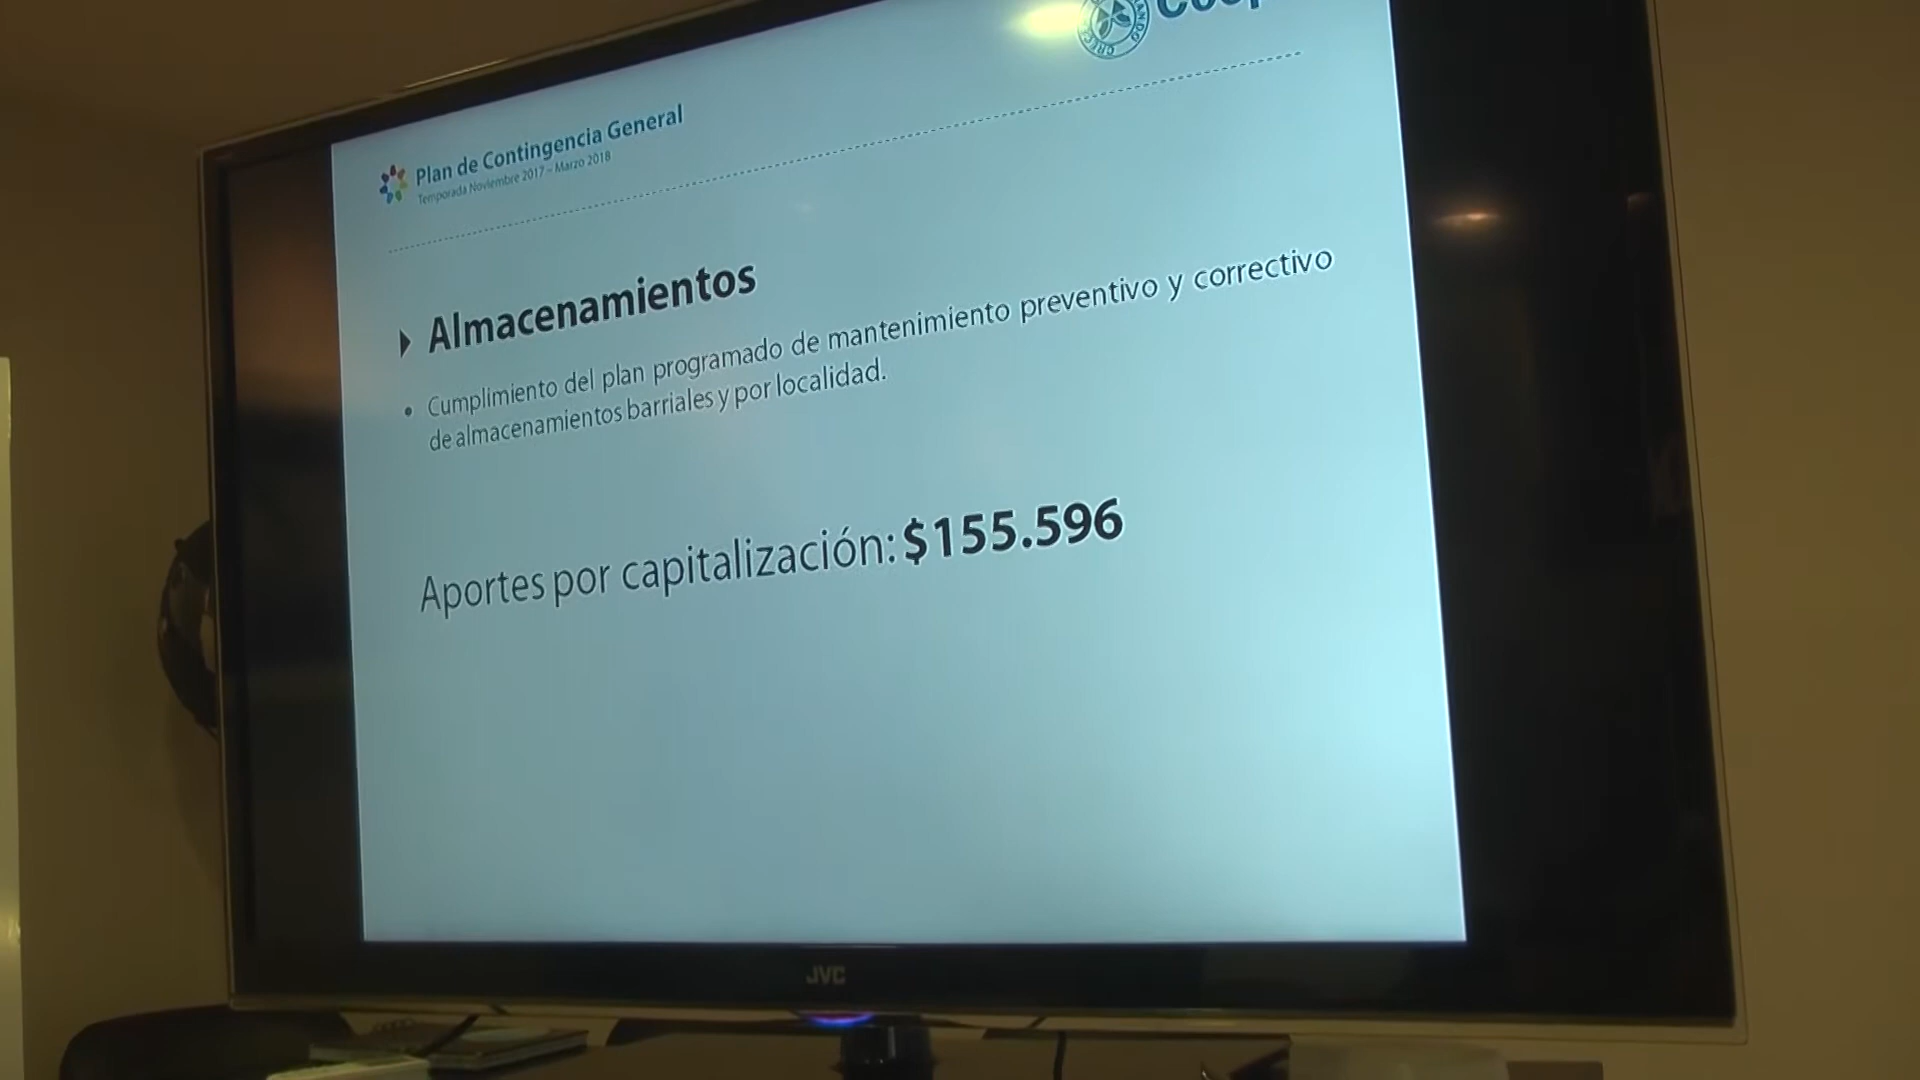 Plan de Contingencia General
Temporada Noviembre 2017 – Marzo 2018
Almacenamientos
• Cumplimiento del plan programado de mantenimiento preventivo y correctivo
de almacenamientos barriales y por localidad.
Aportes por capitalización: $155.596
JVC